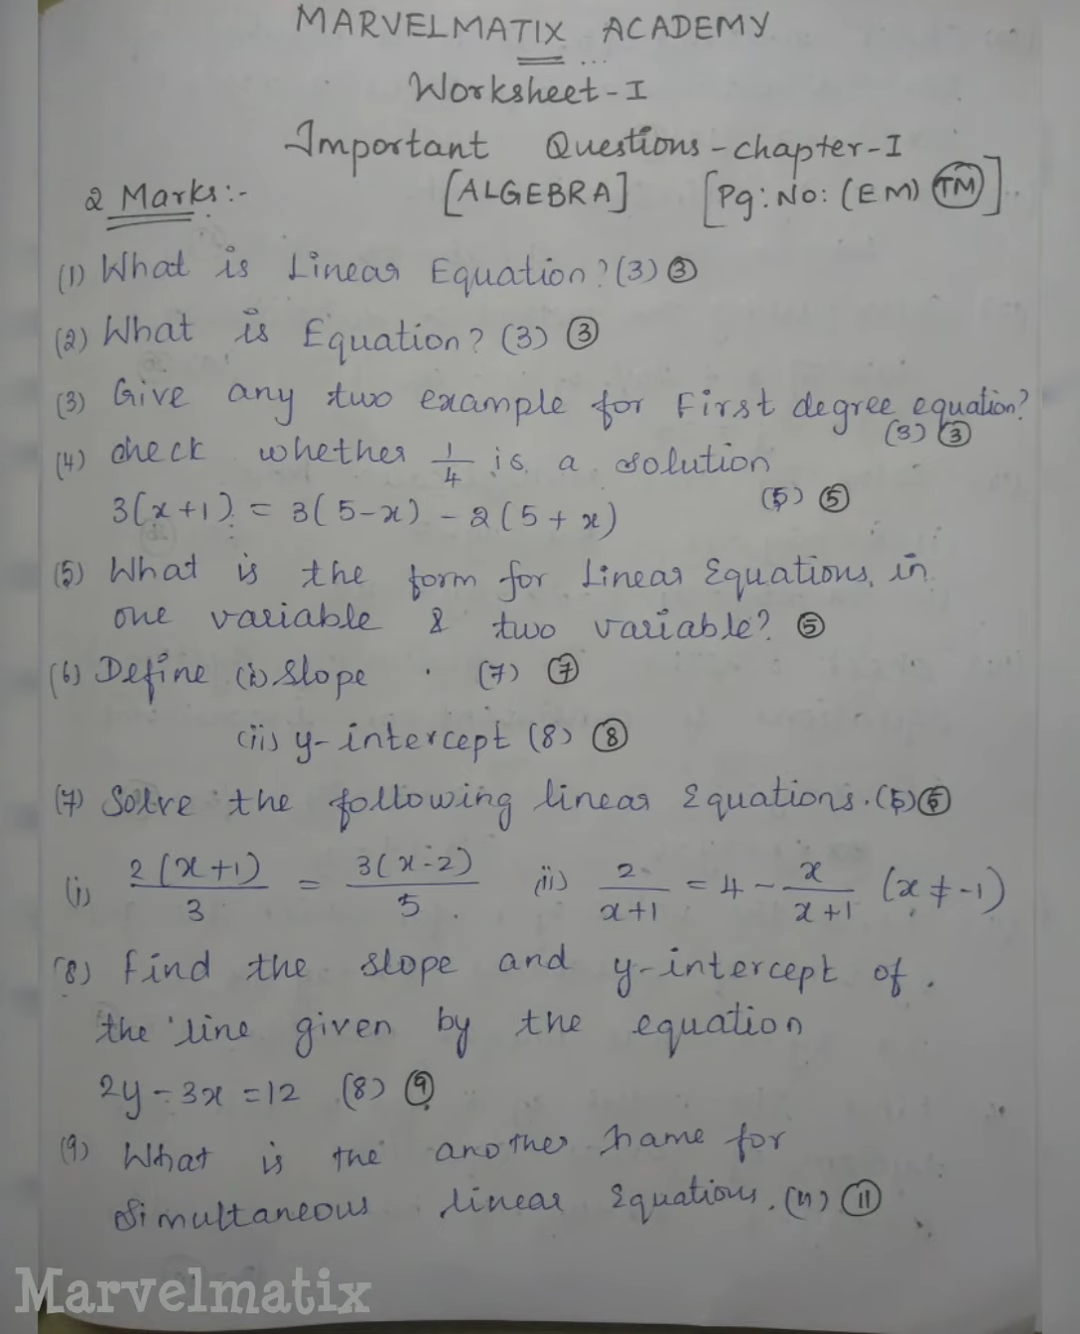 MARVELMATIX ACADEMY
Worksheet-I
Important Questions-chapter-I
2 Marks:- [ALGEBRA] [Pg:No: (EM) (TM)]
(1) What is Linear Equation? (3) ③
(2) What is Equation? (3) ③
(3) Give any two example for First degree equation?
(3) ③
(4) check whether 1/4 is a solution
3(x+1) = 3(5-x) - 2(5+x) (5) ⑤
(5) What is the form for Linear Equations, in
one variable & two variable? ⑤
(6) Define (i) Slope (7) ⑦
(ii) y-intercept (8) ⑧
(7) Solve the following linear Equations. (5) ⑤
(i) 2(x+1)/3 = 3(x-2)/5 (ii) 2/x+1 = 4 - x/x+1 (x ≠ -1)
(8) Find the slope and y-intercept of.
the line given by the equation
2y-3x=12 (8) ⑨
(9) What is the another name for
simultaneous linear Equations. (11) ⑪
Marvelmatix